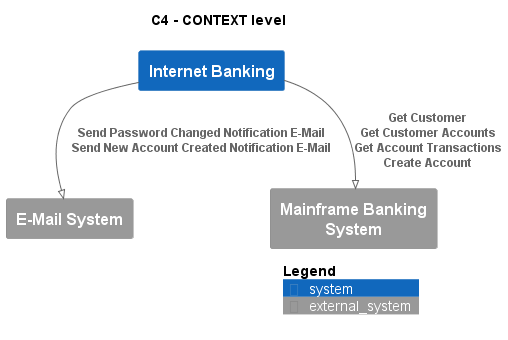 C4 - CONTEXT level
Internet Banking
Send Password Changed Notification E-Mail
Send New Account Created Notification E-Mail
Get Customer
Get Customer Accounts
Get Account Transactions
Create Account
E-Mail System
Mainframe Banking
System
Legend
system
external_system